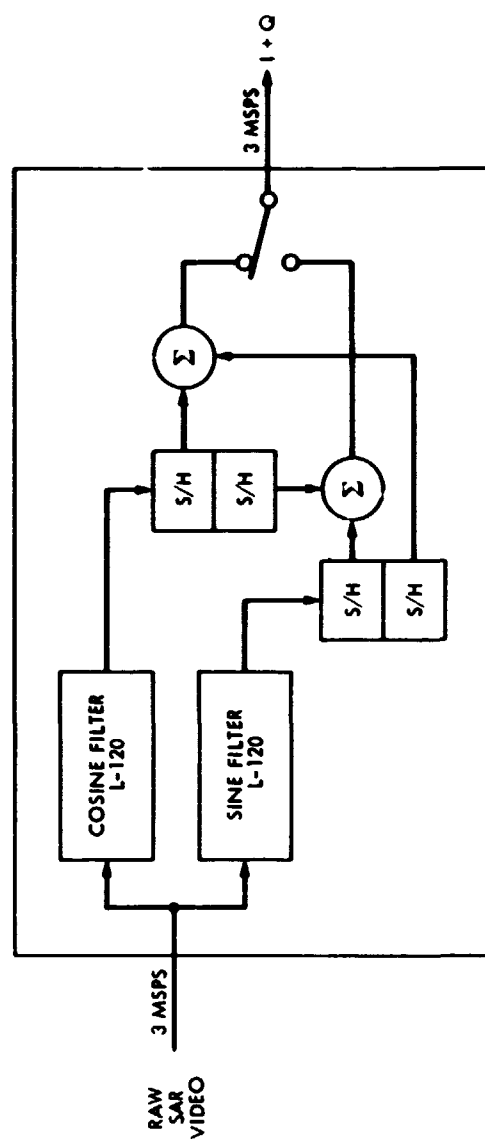 RAW
SAR
VIDEO
3 MSPS
COSINE FILTER
L-120
SINE FILTER
L-120
S/H
S/H
S/H
S/H
Σ
Σ
3 MSPS
I + Q